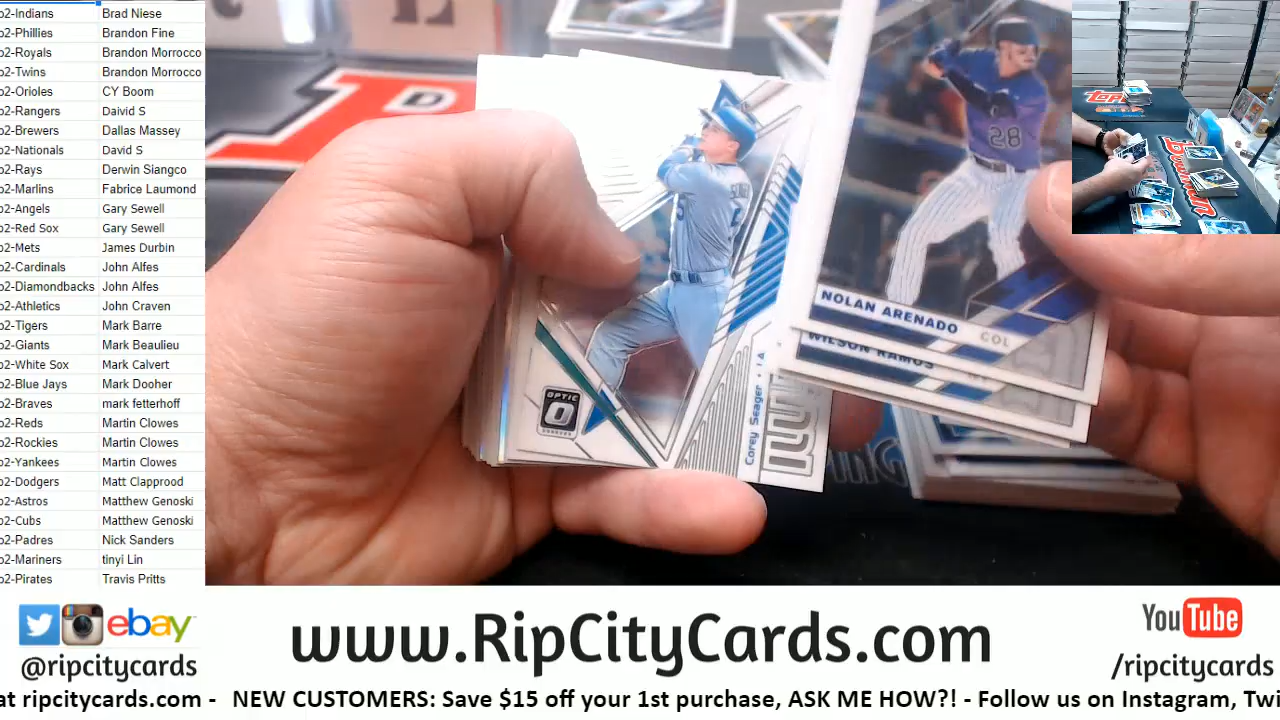 o2-Indians Brad Niese
o2-Phillies Brandon Fine
o2-Royals Brandon Morrocco
o2-Twins Brandon Morrocco
o2-Orioles CY Boom
o2-Rangers Daivid S
o2-Brewers Dallas Massey
o2-Nationals David S
o2-Rays Derwin Siangco
o2-Marlins Fabrice Laumond
o2-Angels Gary Sewell
o2-Red Sox Gary Sewell
o2-Mets James Durbin
o2-Cardinals John Alfes
o2-Diamondbacks John Alfes
o2-Athletics John Craven
o2-Tigers Mark Barre
o2-Giants Mark Beaulieu
o2-White Sox Mark Calvert
o2-Blue Jays Mark Dooher
o2-Braves mark fetterhoff
o2-Reds Martin Clowes
o2-Rockies Martin Clowes
o2-Yankees Martin Clowes
o2-Dodgers Matt Clapprood
o2-Astros Matthew Genoski
o2-Cubs Matthew Genoski
o2-Padres Nick Sanders
o2-Mariners tinyi Lin
o2-Pirates Travis Pritts
D
28
NOLAN ARENADO COL
WILSON RAMOS
5
OPTIC
Corey Seager • LA
topps
Bowman
ebay
@ripcitycards
www.RipCityCards.com
YouTube
/ripcitycards
at ripcitycards.com - NEW CUSTOMERS: Save $15 off your 1st purchase, ASK ME HOW?! - Follow us on Instagram, Twi